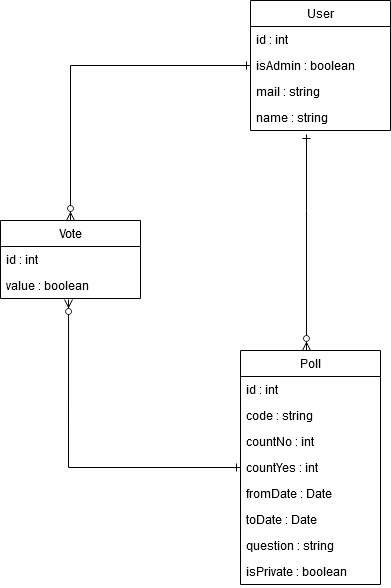 User
id : int
isAdmin : boolean
mail : string
name : string
Vote
id : int
value : boolean
Poll
id : int
code : string
countNo : int
countYes : int
fromDate : Date
toDate : Date
question : string
isPrivate : boolean